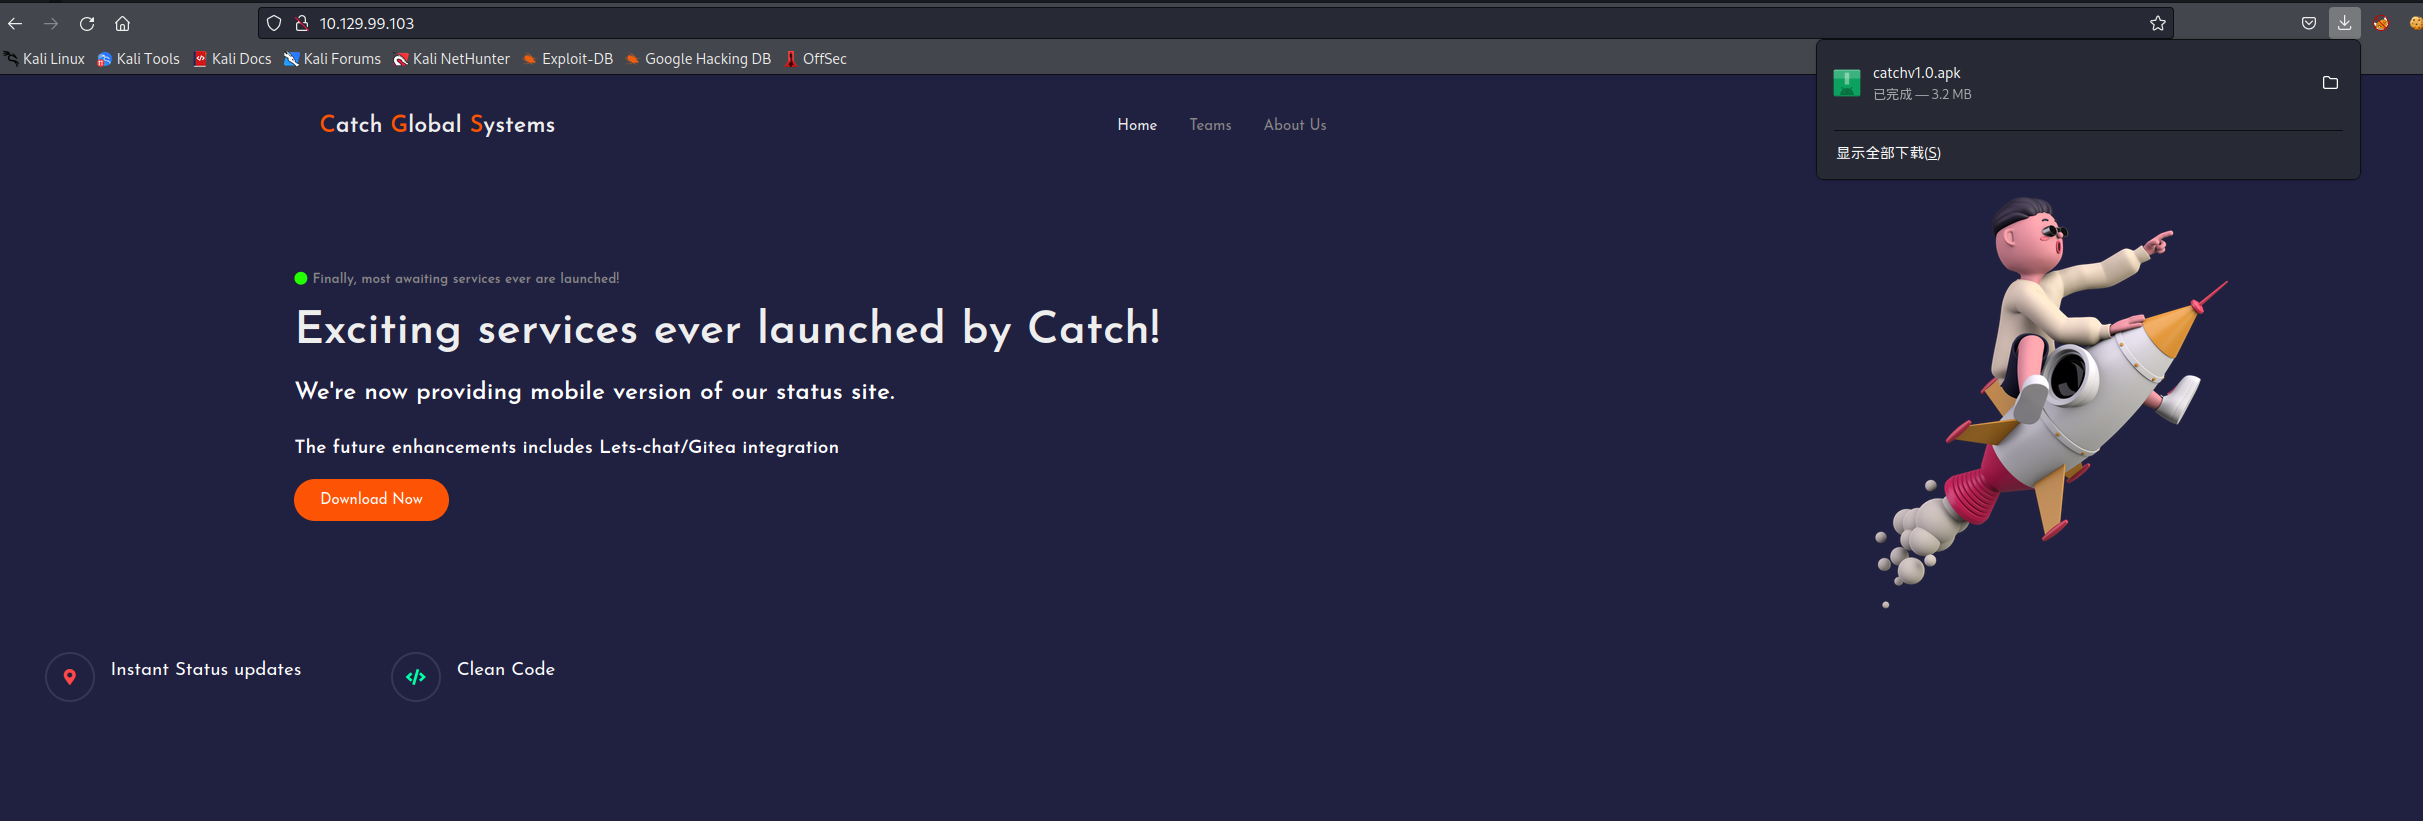 10.129.99.103
Kali Linux Kali Tools Kali Docs Kali Forums Kali NetHunter Exploit-DB Google Hacking DB OffSec
catchv1.0.apk
已完成 — 3.2 MB
显示全部下载(S)
Catch Global Systems
Home Teams About Us
Finally, most awaiting services ever are launched!
Exciting services ever launched by Catch!
We're now providing mobile version of our status site.
The future enhancements includes Lets-chat/Gitea integration
Download Now
Instant Status updates
Clean Code